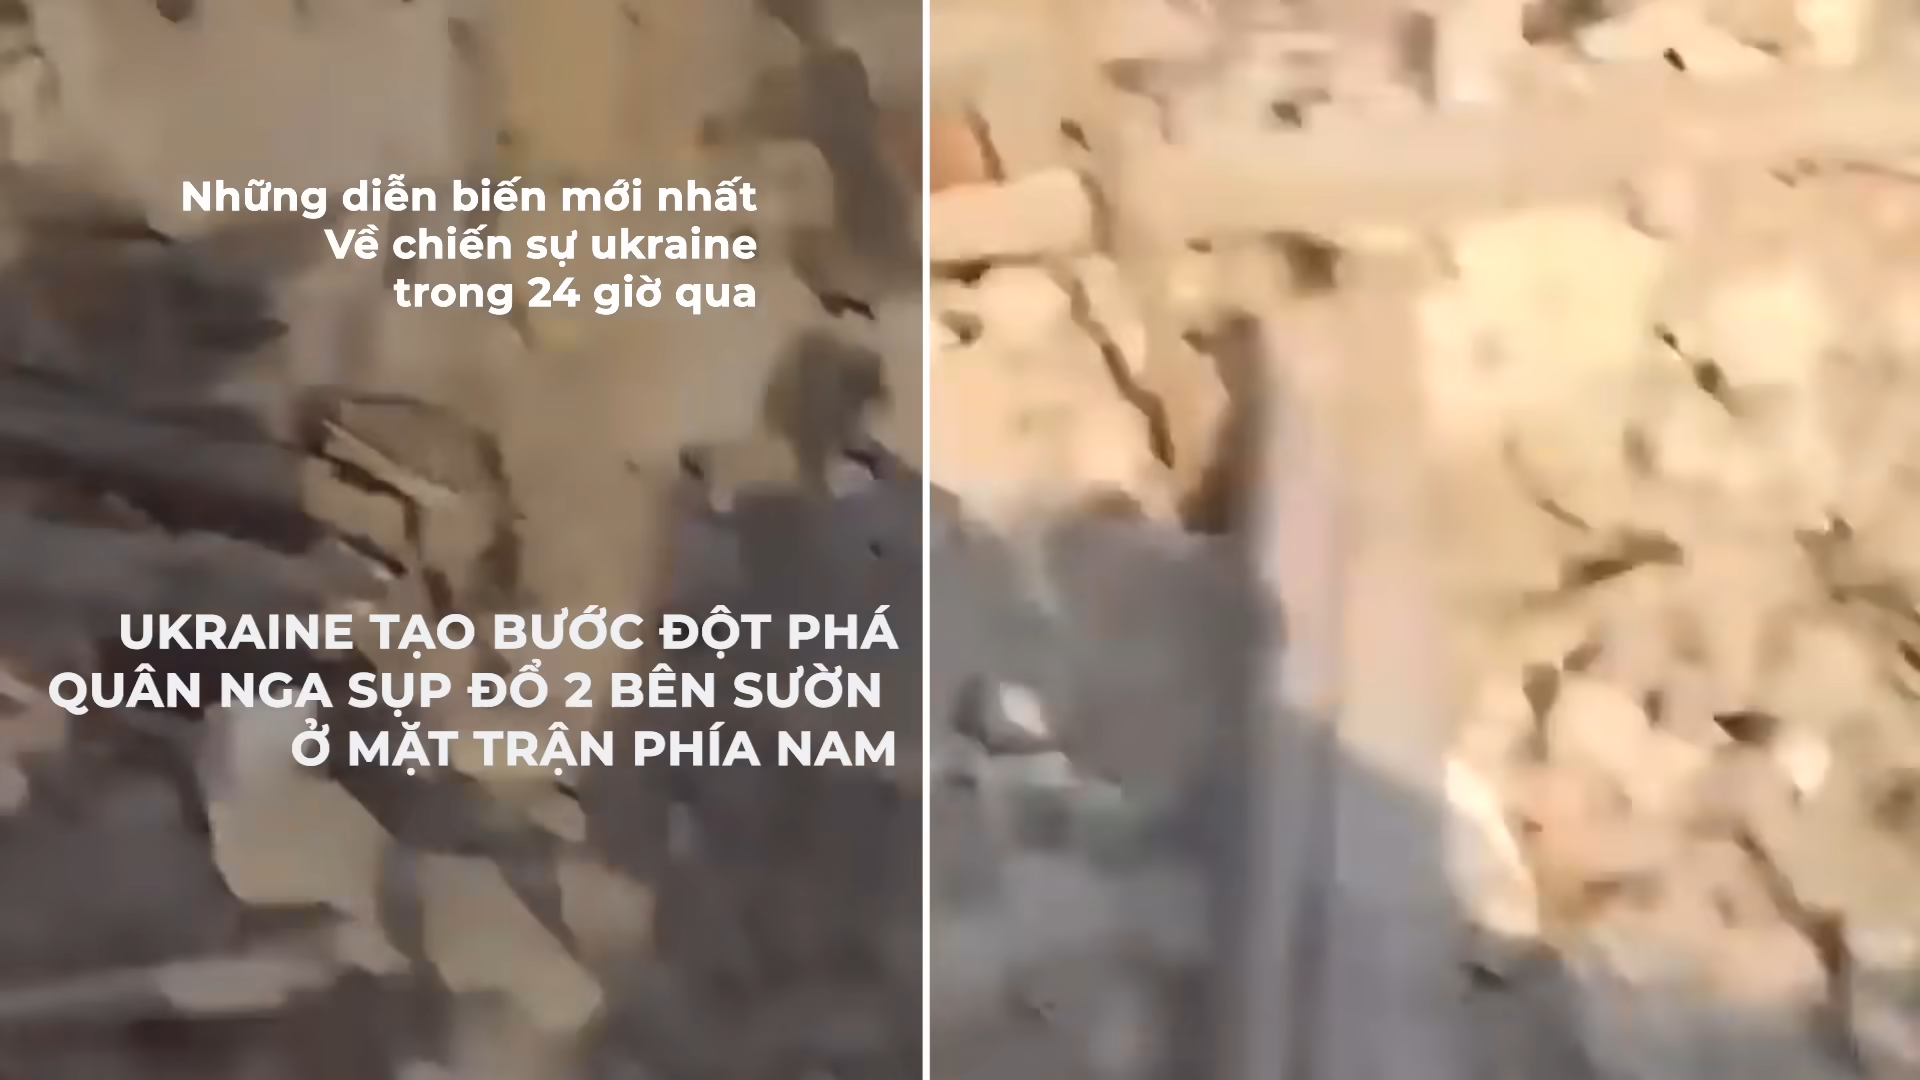 Những diễn biến mới nhất
Về chiến sự ukraine
trong 24 giờ qua
UKRAINE TẠO BƯỚC ĐỘT PHÁ
QUÂN NGA SỤP ĐỔ 2 BÊN SƯỜN
Ở MẶT TRẬN PHÍA NAM